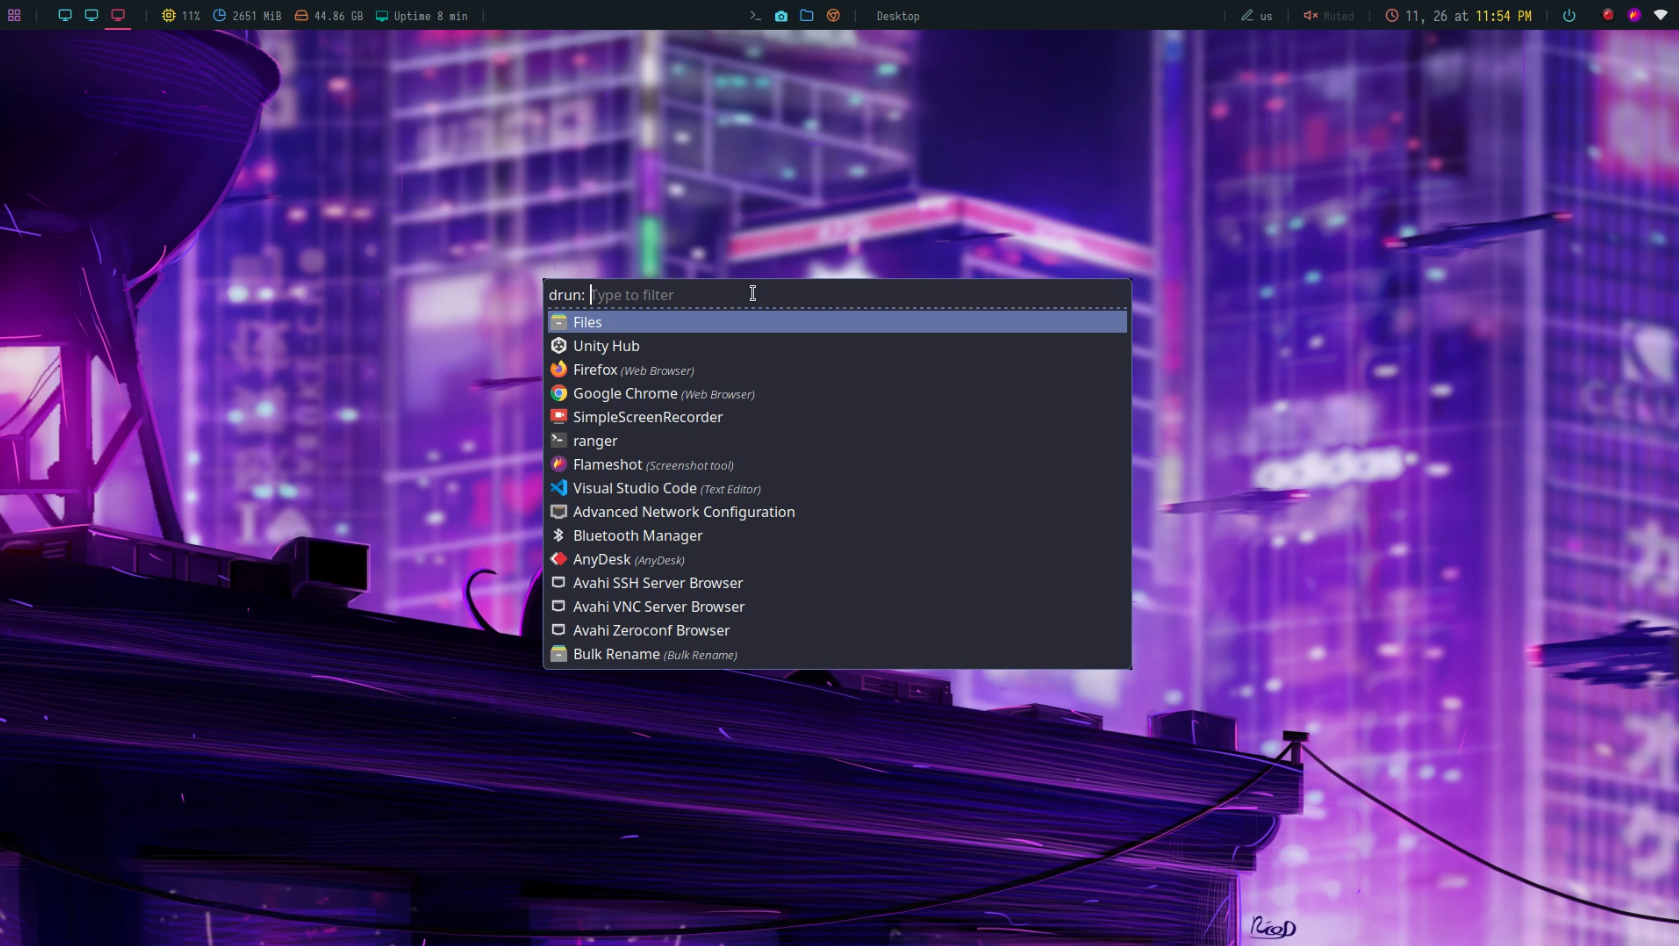 11% 2651 MiB 44.86 GB Uptime 8 min Desktop us Muted 11, 26 at 11:54 PM
drun: Type to filter
Files
Unity Hub
Firefox (Web Browser)
Google Chrome (Web Browser)
SimpleScreenRecorder
ranger
Flameshot (Screenshot tool)
Visual Studio Code (Text Editor)
Advanced Network Configuration
Bluetooth Manager
AnyDesk (AnyDesk)
Avahi SSH Server Browser
Avahi VNC Server Browser
Avahi Zeroconf Browser
Bulk Rename (Bulk Rename)